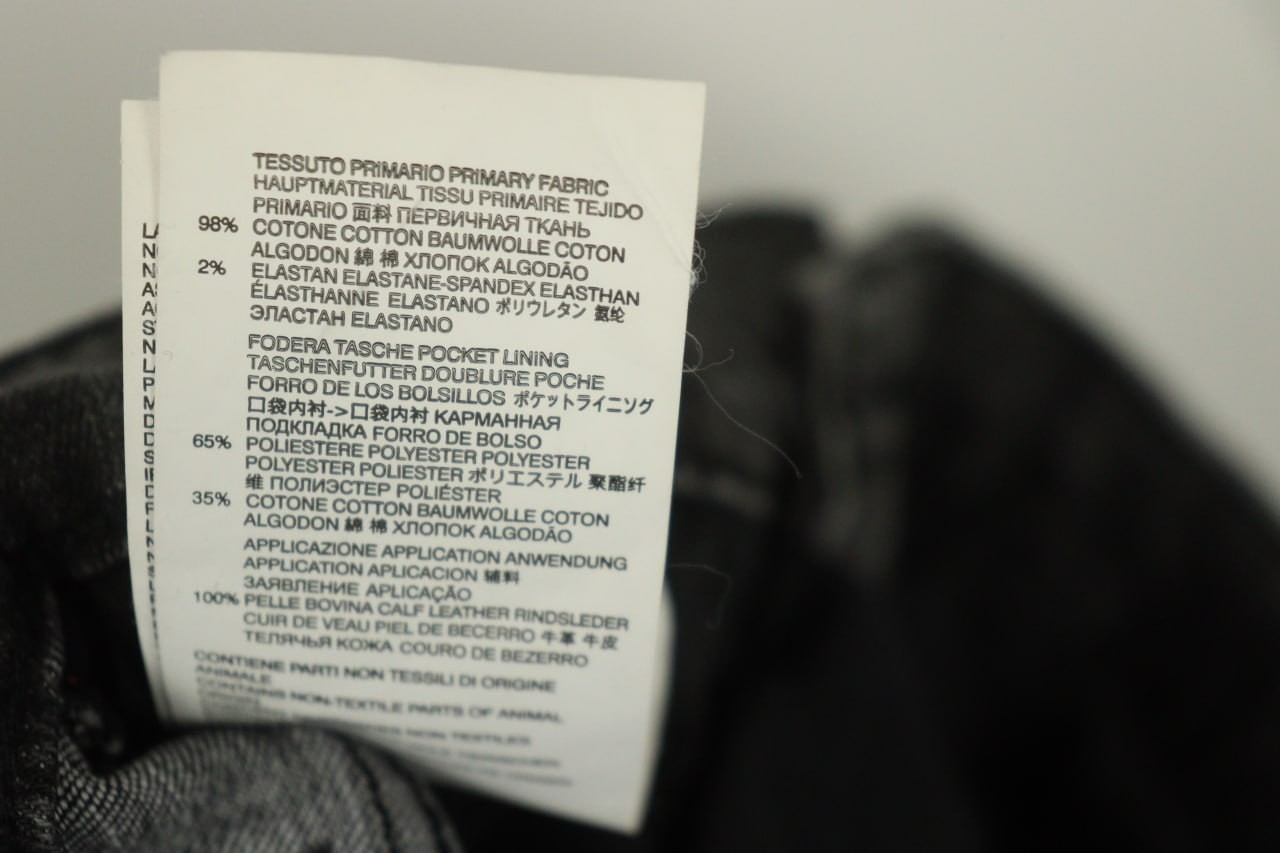 TESSUTO PRiMARiO PRiMARY FABRiC
HAUPTMATERIAL TISSU PRIMAIRE TEJIDO
PRIMARIO 面料 ПЕРВИЧНАЯ ТКАНЬ
98% COTONE COTTON BAUMWOLLE COTON
ALGODON 綿 棉 ХЛОПОК ALGODÃO
2% ELASTAN ELASTANE-SPANDEX ELASTHAN
ÉLASTHANNE ELASTANO ポリウレタン 氨纶
ЭЛАСТАН ELASTANO
FODERA TASCHE POCKET LiNiNG
TASCHENFUTTER DOUBLURE POCHE
FORRO DE LOS BOLSILLOS ポケットライニソグ
口袋内衬->口袋内衬 КАРМАННАЯ
ПОДКЛАДКА FORRO DE BOLSO
65% POLIESTERE POLYESTER POLYESTER
POLYESTER POLIESTER ポリエステル 聚酯纤
维 ПОЛИЭСТЕР POLIÉSTER
35% COTONE COTTON BAUMWOLLE COTON
ALGODON 綿 棉 ХЛОПОК ALGODÃO
APPLICAZIONE APPLICATION ANWENDUNG
APPLICATION APLICACION 辅料
ЗАЯВЛЕНИЕ APLICAÇÃO
100% PELLE BOVINA CALF LEATHER RINDSLEDER
CUIR DE VEAU PIEL DE BECERRO 牛革 牛皮
ТЕЛЯЧЬЯ КОЖА COURO DE BEZERRO
CONTIENE PARTI NON TESSILI DI ORIGINE
ANIMALE
CONTAINS NON-TEXTILE PARTS OF ANIMAL
NON TEXTILES